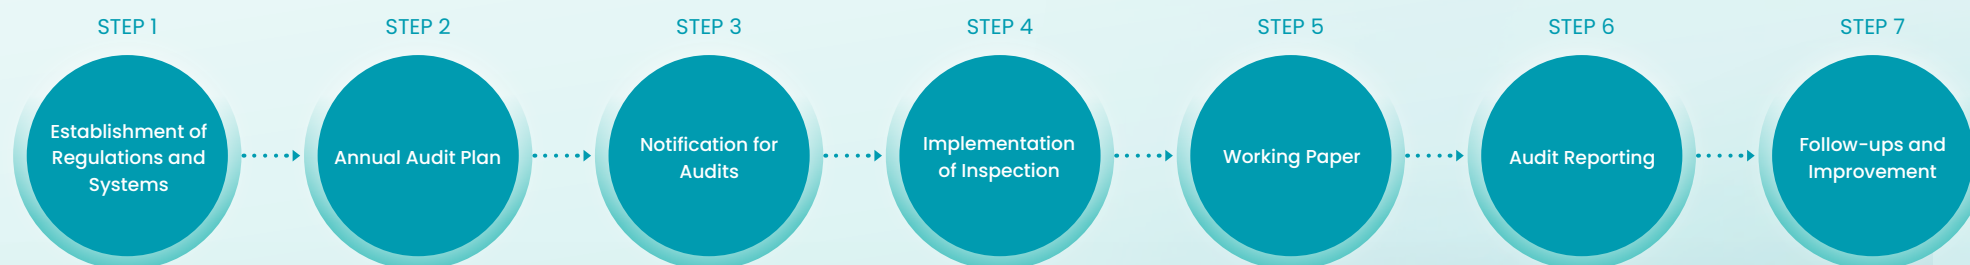 STEP 1
Establishment of
Regulations and
Systems
STEP 2
Annual Audit Plan
STEP 3
Notification for
Audits
STEP 4
Implementation
of Inspection
STEP 5
Working Paper
STEP 6
Audit Reporting
STEP 7
Follow-ups and
Improvement